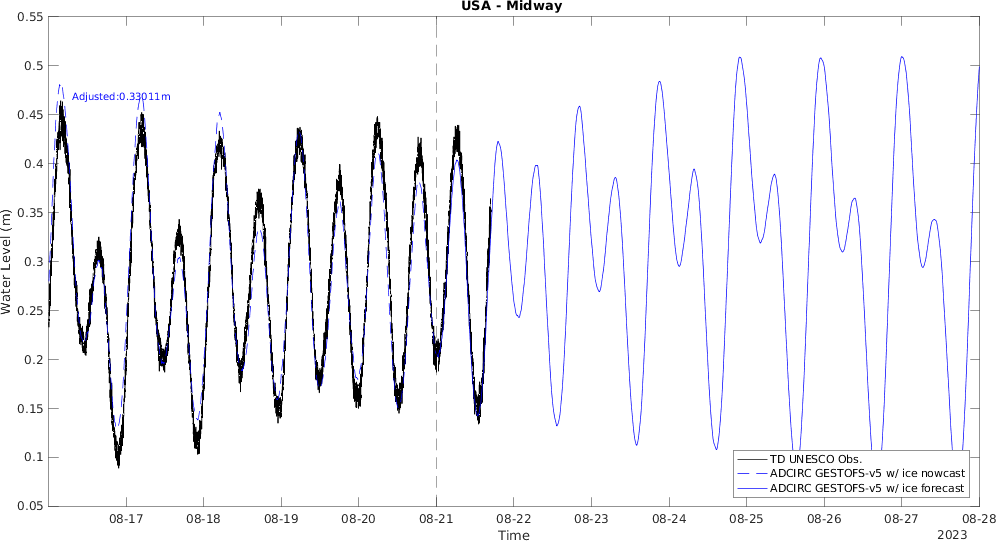 USA - Midway
0.55
0.5
0.45
0.4
0.35
0.3
0.25
0.2
0.15
0.1
0.05
Water Level (m)
Adjusted:0.33011m
TD UNESCO Obs.
ADCIRC GESTOFS-v5 w/ ice nowcast
ADCIRC GESTOFS-v5 w/ ice forecast
08-17 08-18 08-19 08-20 08-21 08-22 08-23 08-24 08-25 08-26 08-27 08-28
Time
2023